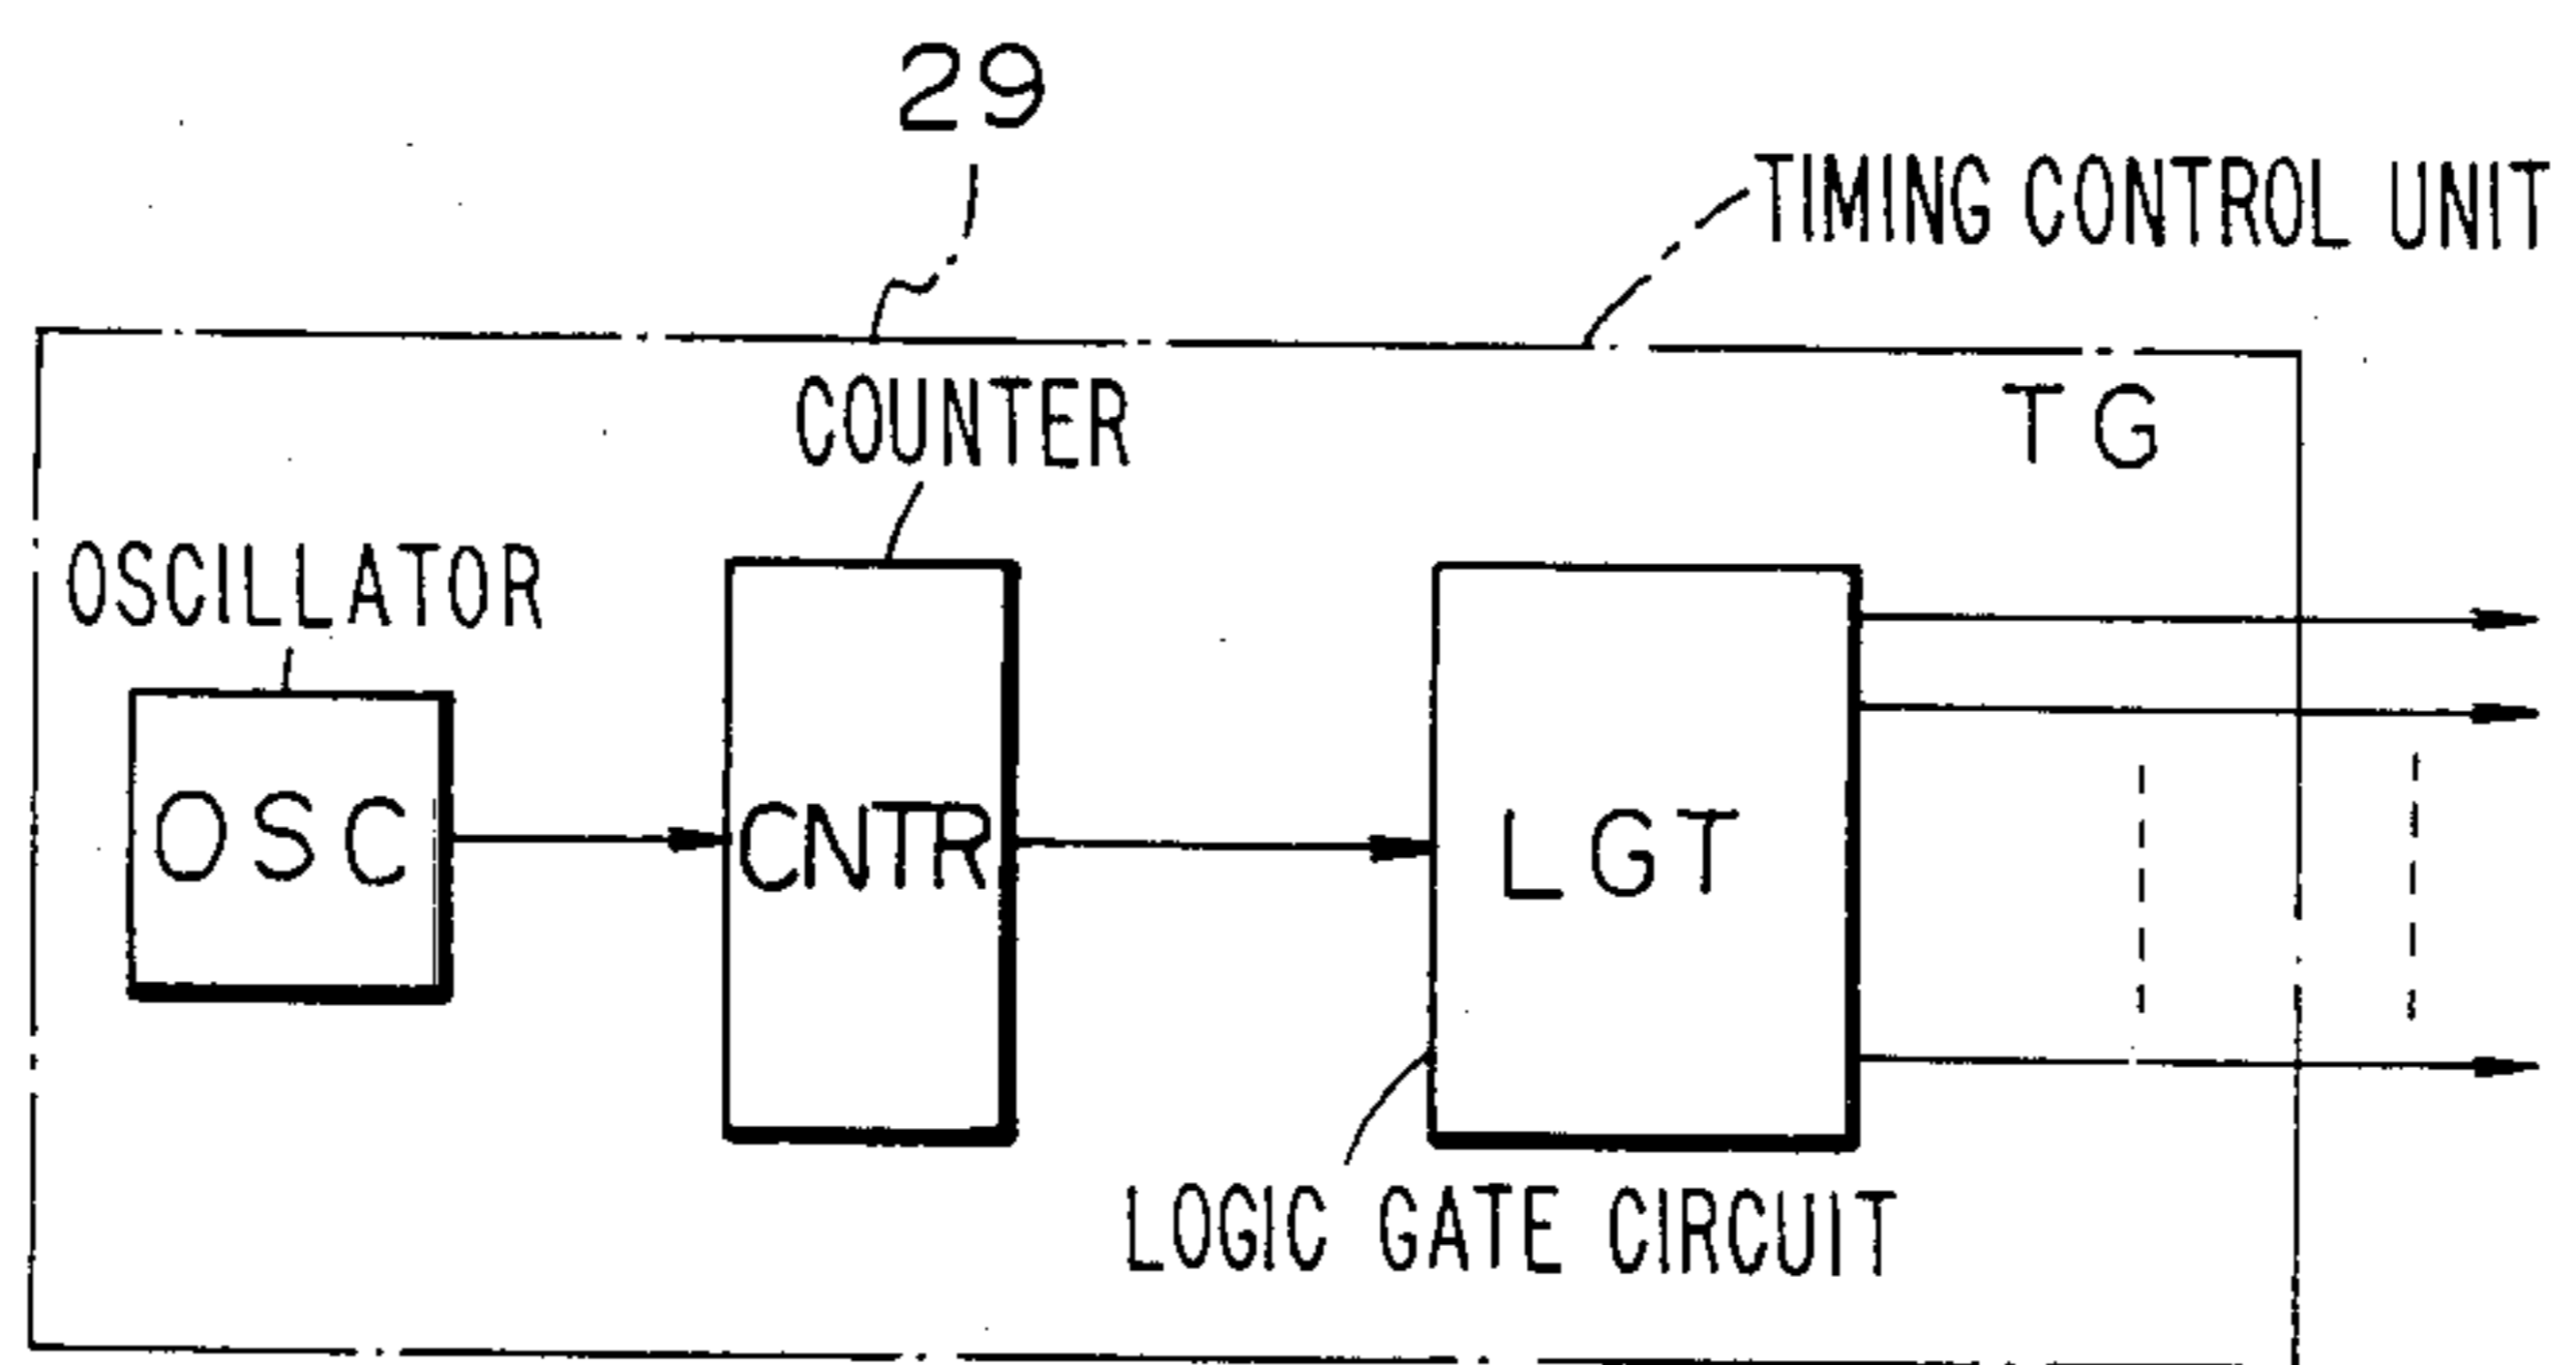 29
TIMING CONTROL UNIT
COUNTER
TG
OSCILLATOR
OSC
CNTR
LGT
LOGIC GATE CIRCUIT